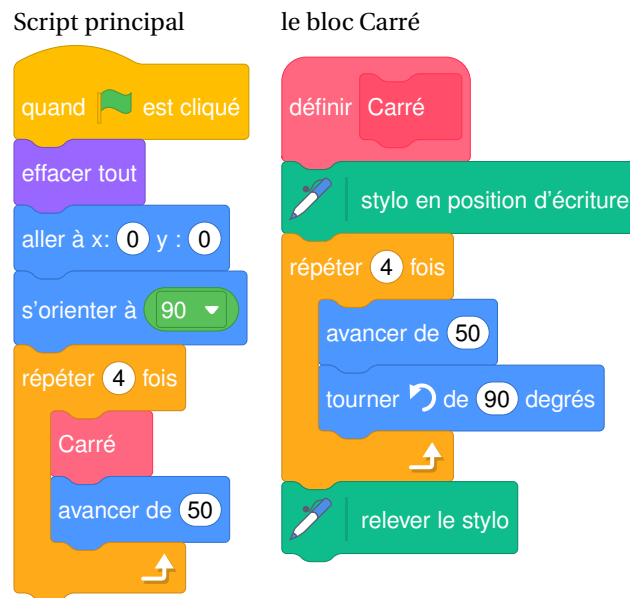 Script principal
quand est cliqué
effacer tout
aller à x: 0 y : 0
s'orienter à 90
répéter 4 fois
Carré
avancer de 50
le bloc Carré
définir Carré
stylo en position d'écriture
répéter 4 fois
avancer de 50
tourner de 90 degrés
relever le stylo